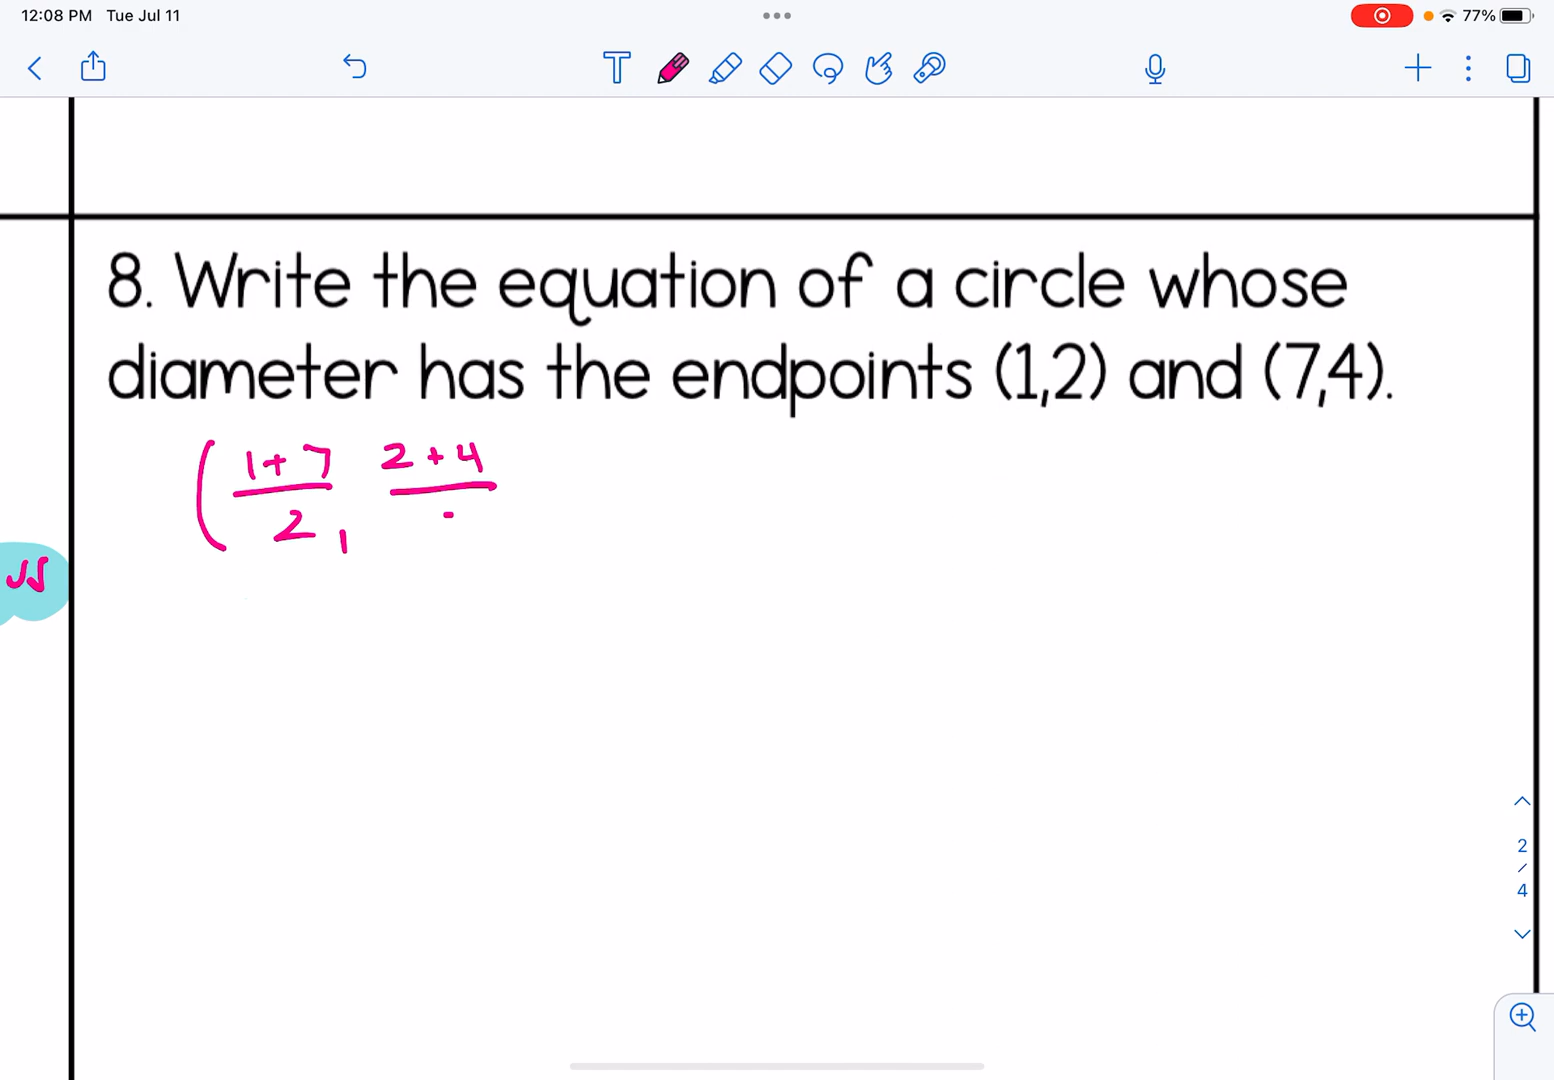 12:08 PM Tue Jul 11
77%
T
8. Write the equation of a circle whose
diameter has the endpoints (1,2) and (7,4).
( 1+7 2+4
2 ,
2
/
4